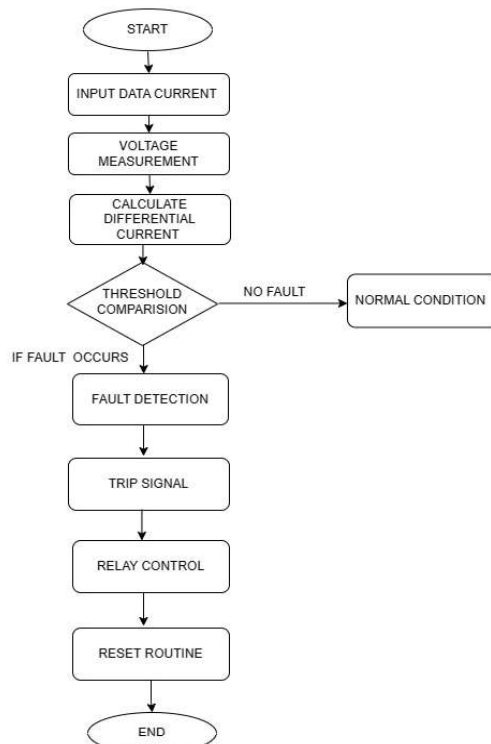 START
INPUT DATA CURRENT
VOLTAGE
MEASUREMENT
CALCULATE
DIFFERENTIAL
CURRENT
THRESHOLD
COMPARISION
NO FAULT
NORMAL CONDITION
IF FAULT OCCURS
FAULT DETECTION
TRIP SIGNAL
RELAY CONTROL
RESET ROUTINE
END